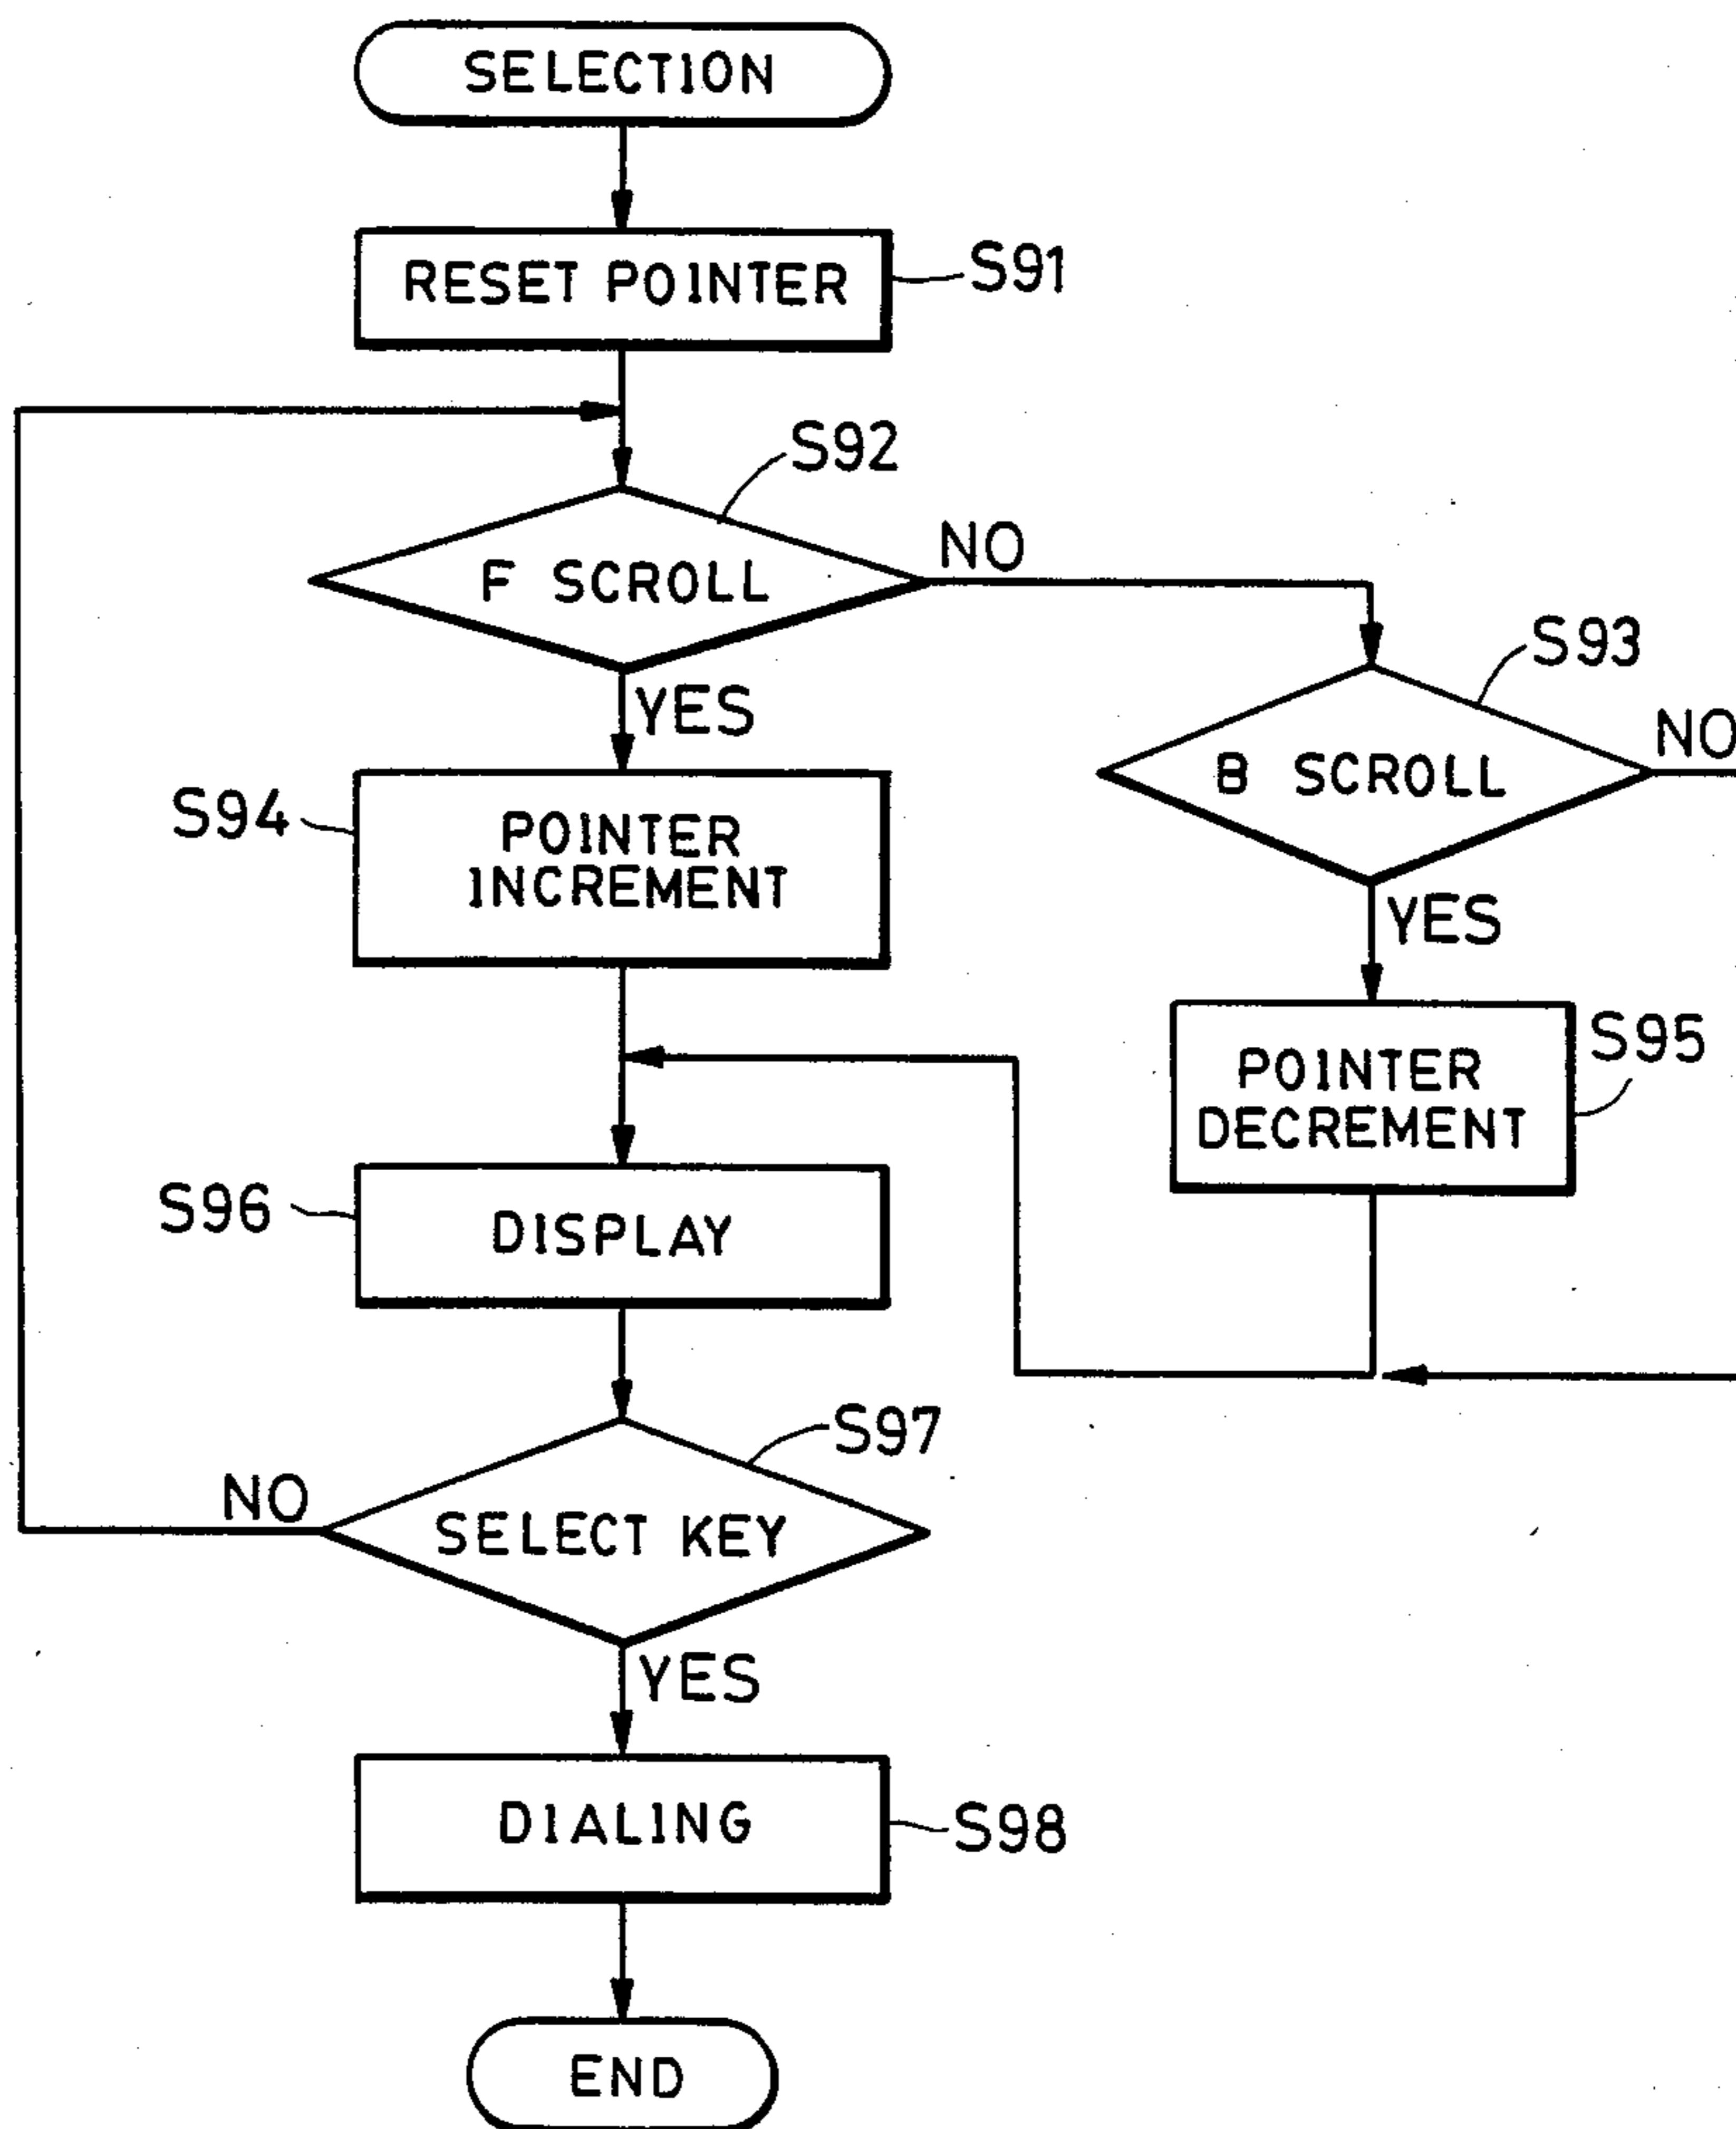 SELECTION
RESET POINTER
S91
S92
F SCROLL
NO
S93
B SCROLL
NO
YES
S94
POINTER
INCREMENT
YES
POINTER
DECREMENT
S95
S96
DISPLAY
S97
SELECT KEY
NO
YES
DIALING
S98
END